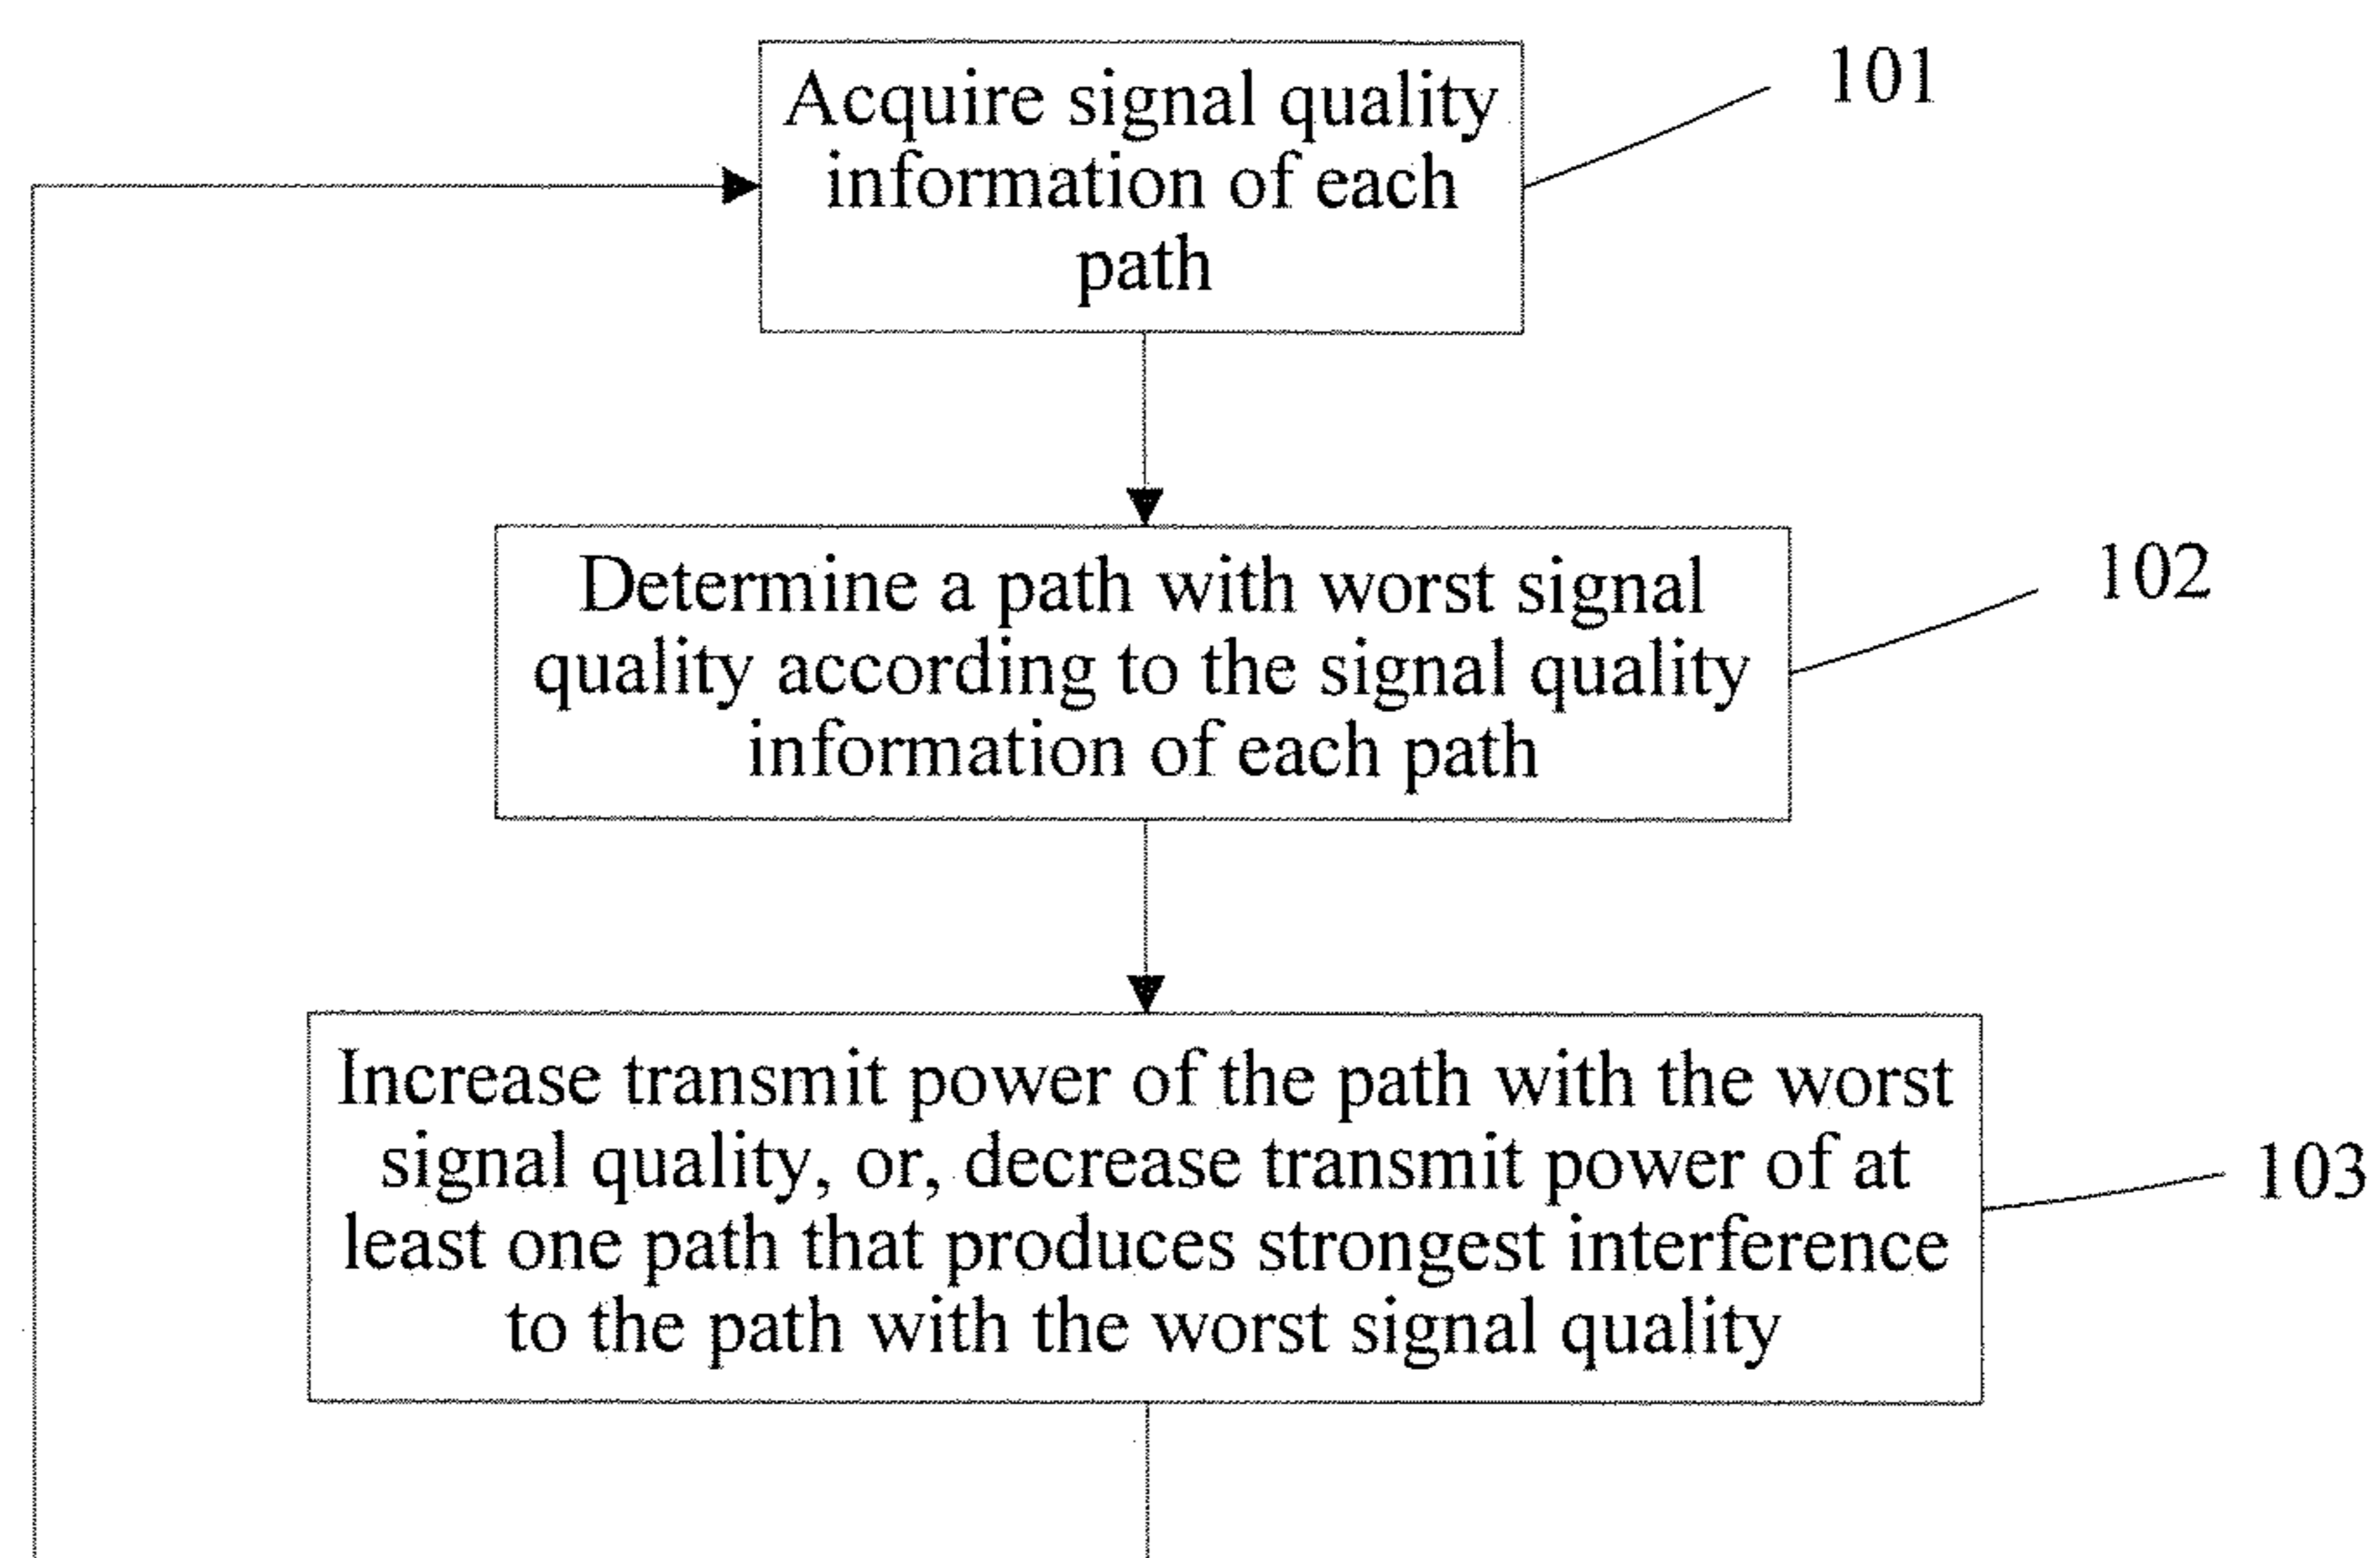 Acquire signal quality
information of each
path
101
Determine a path with worst signal
quality according to the signal quality
information of each path
102
Increase transmit power of the path with the worst
signal quality, or, decrease transmit power of at
least one path that produces strongest interference
to the path with the worst signal quality
103